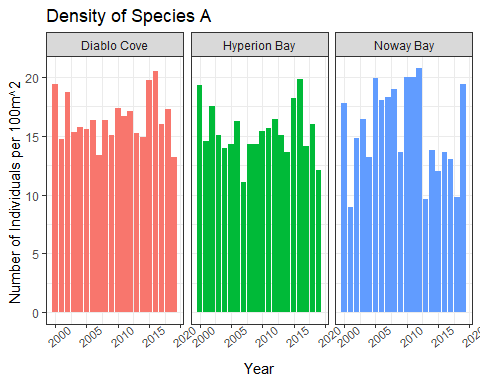 Density of Species A
Diablo Cove
Hyperion Bay
Noway Bay
Number of Individuals per 100m^2
20
15
10
5
0
2000 2005 2010 2015 2020
2000 2005 2010 2015 2020
2000 2005 2010 2015 2020
Year